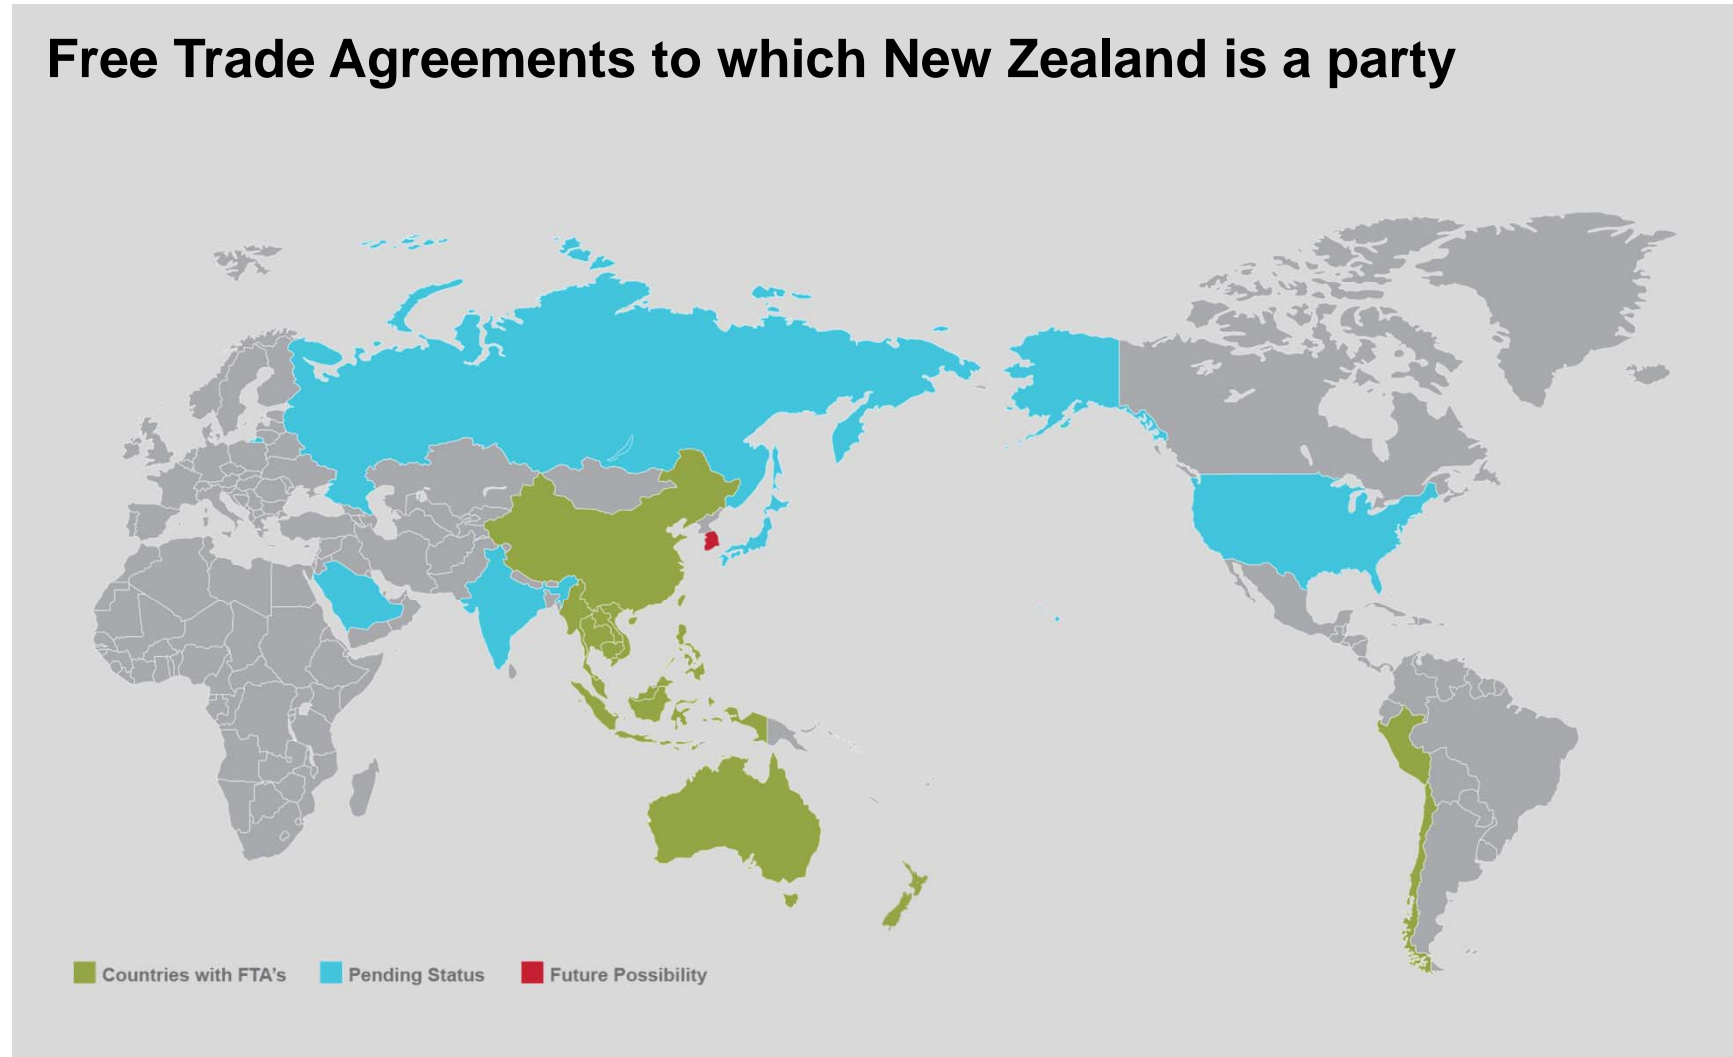 Free Trade Agreements to which New Zealand is a party
Countries with FTA's
Pending Status
Future Possibility